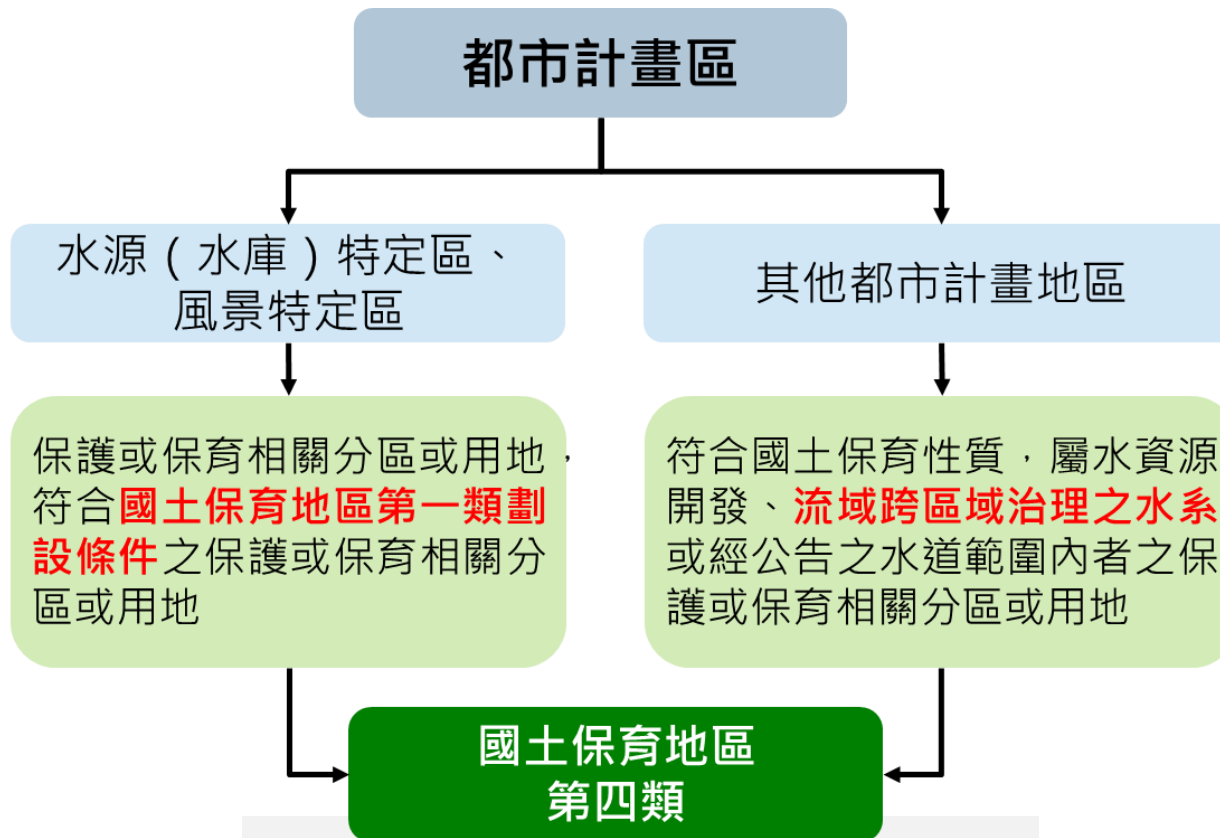 都市計畫區
水源（水庫）特定區、
風景特定區
其他都市計畫地區
保護或保育相關分區或用地，
符合國土保育地區第一類劃
設條件之保護或保育相關分
區或用地
符合國土保育性質，屬水資源
開發、流域跨區域治理之水系
或經公告之水道範圍內者之保
護或保育相關分區或用地
國土保育地區
第四類